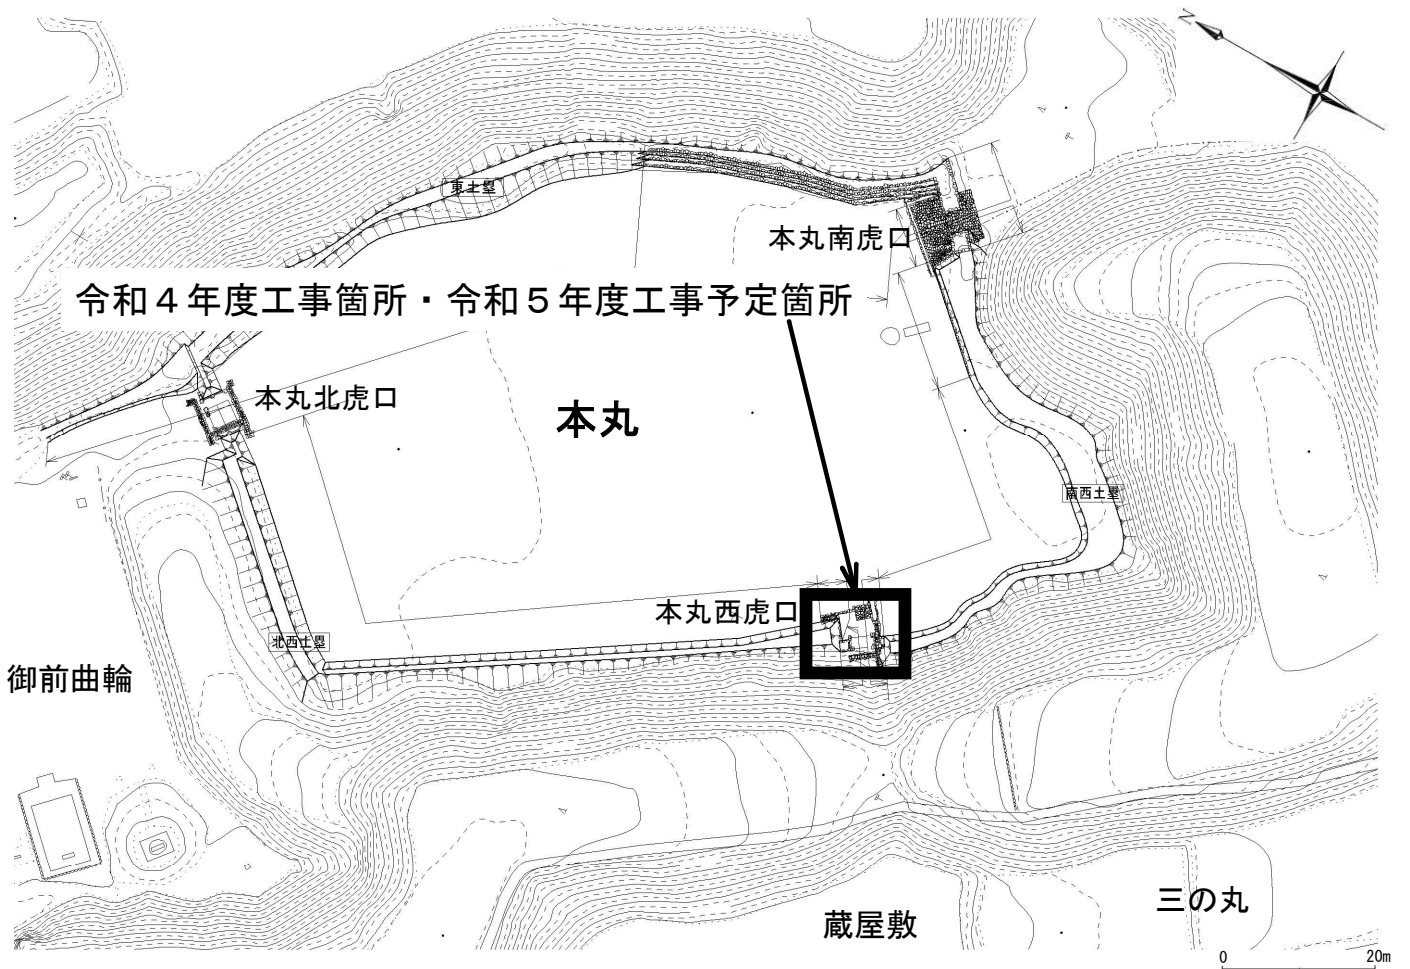 N
東土塁
本丸南虎口
令和４年度工事箇所・令和５年度工事予定箇所
本丸北虎口
本丸
南西土塁
本丸西虎口
北西土塁
御前曲輪
三の丸
蔵屋敷
0 20m